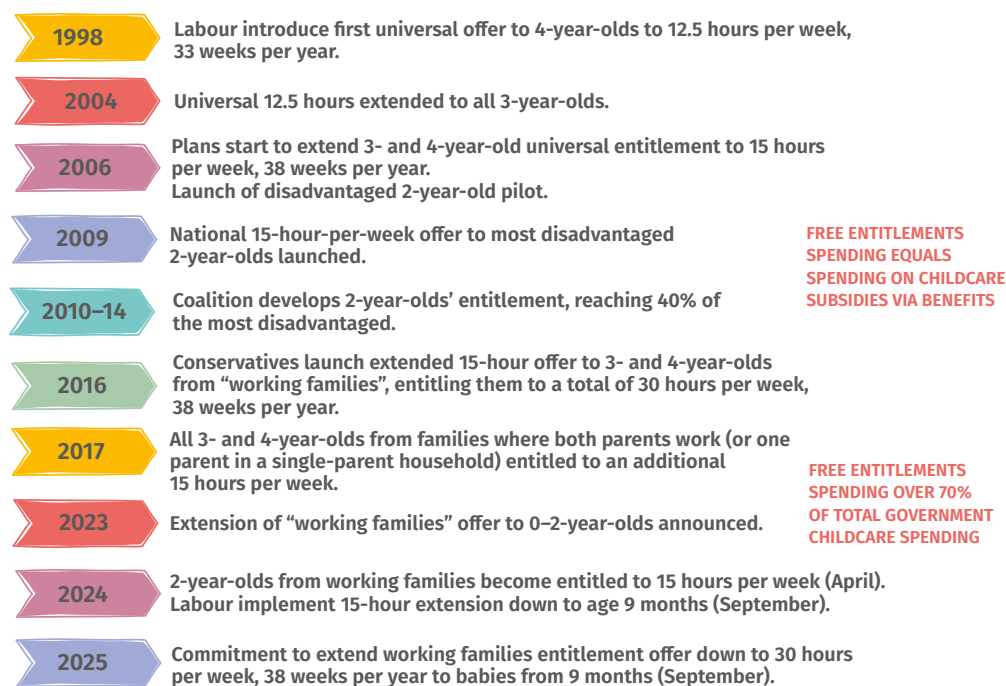 1998
Labour introduce first universal offer to 4-year-olds to 12.5 hours per week,
33 weeks per year.
2004
Universal 12.5 hours extended to all 3-year-olds.
2006
Plans start to extend 3- and 4-year-old universal entitlement to 15 hours
per week, 38 weeks per year.
Launch of disadvantaged 2-year-old pilot.
2009
National 15-hour-per-week offer to most disadvantaged
2-year-olds launched.
FREE ENTITLEMENTS
SPENDING EQUALS
SPENDING ON CHILDCARE
SUBSIDIES VIA BENEFITS
2010–14
Coalition develops 2-year-olds’ entitlement, reaching 40% of
the most disadvantaged.
2016
Conservatives launch extended 15-hour offer to 3- and 4-year-olds
from “working families”, entitling them to a total of 30 hours per week,
38 weeks per year.
2017
All 3- and 4-year-olds from families where both parents work (or one
parent in a single-parent household) entitled to an additional
15 hours per week.
FREE ENTITLEMENTS
SPENDING OVER 70%
OF TOTAL GOVERNMENT
CHILDCARE SPENDING
2023
Extension of “working families” offer to 0–2-year-olds announced.
2024
2-year-olds from working families become entitled to 15 hours per week (April).
Labour implement 15-hour extension down to age 9 months (September).
2025
Commitment to extend working families entitlement offer down to 30 hours
per week, 38 weeks per year to babies from 9 months (September).